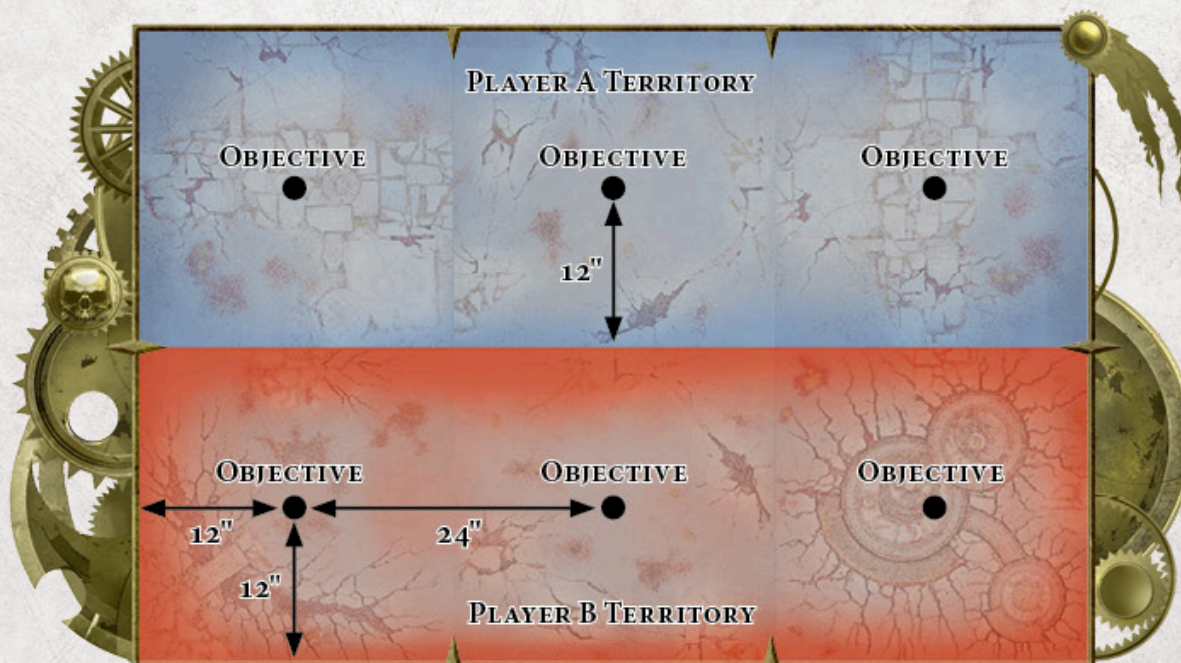 Player A Territory
Objective Objective Objective
12"
Objective Objective Objective
12" 24"
12"
Player B Territory